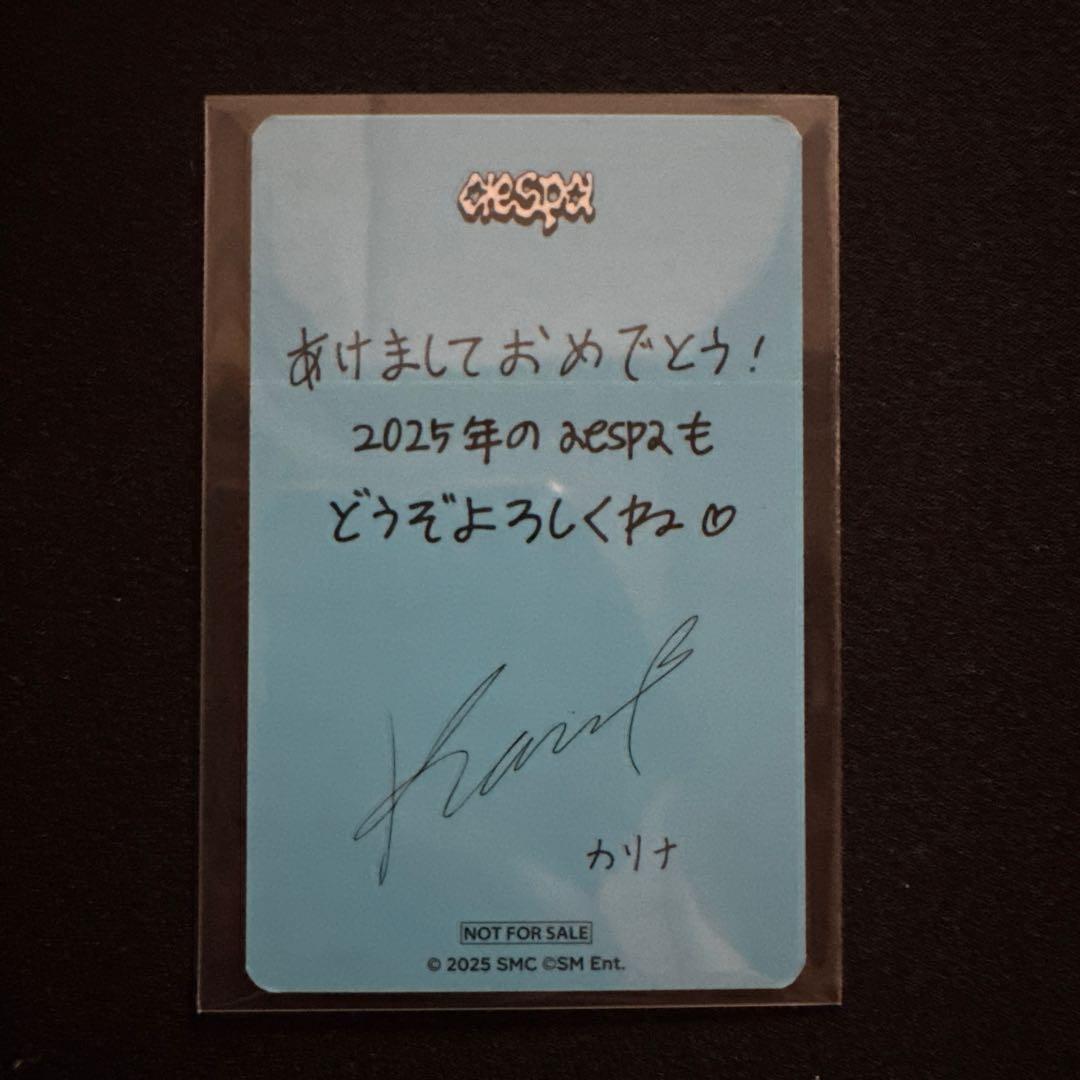 aespa
あけましておめでとう!
2025年のaespaも
どうぞよろしくね♡
Karina
カリナ
NOT FOR SALE
© 2025 SMC ©SM Ent.